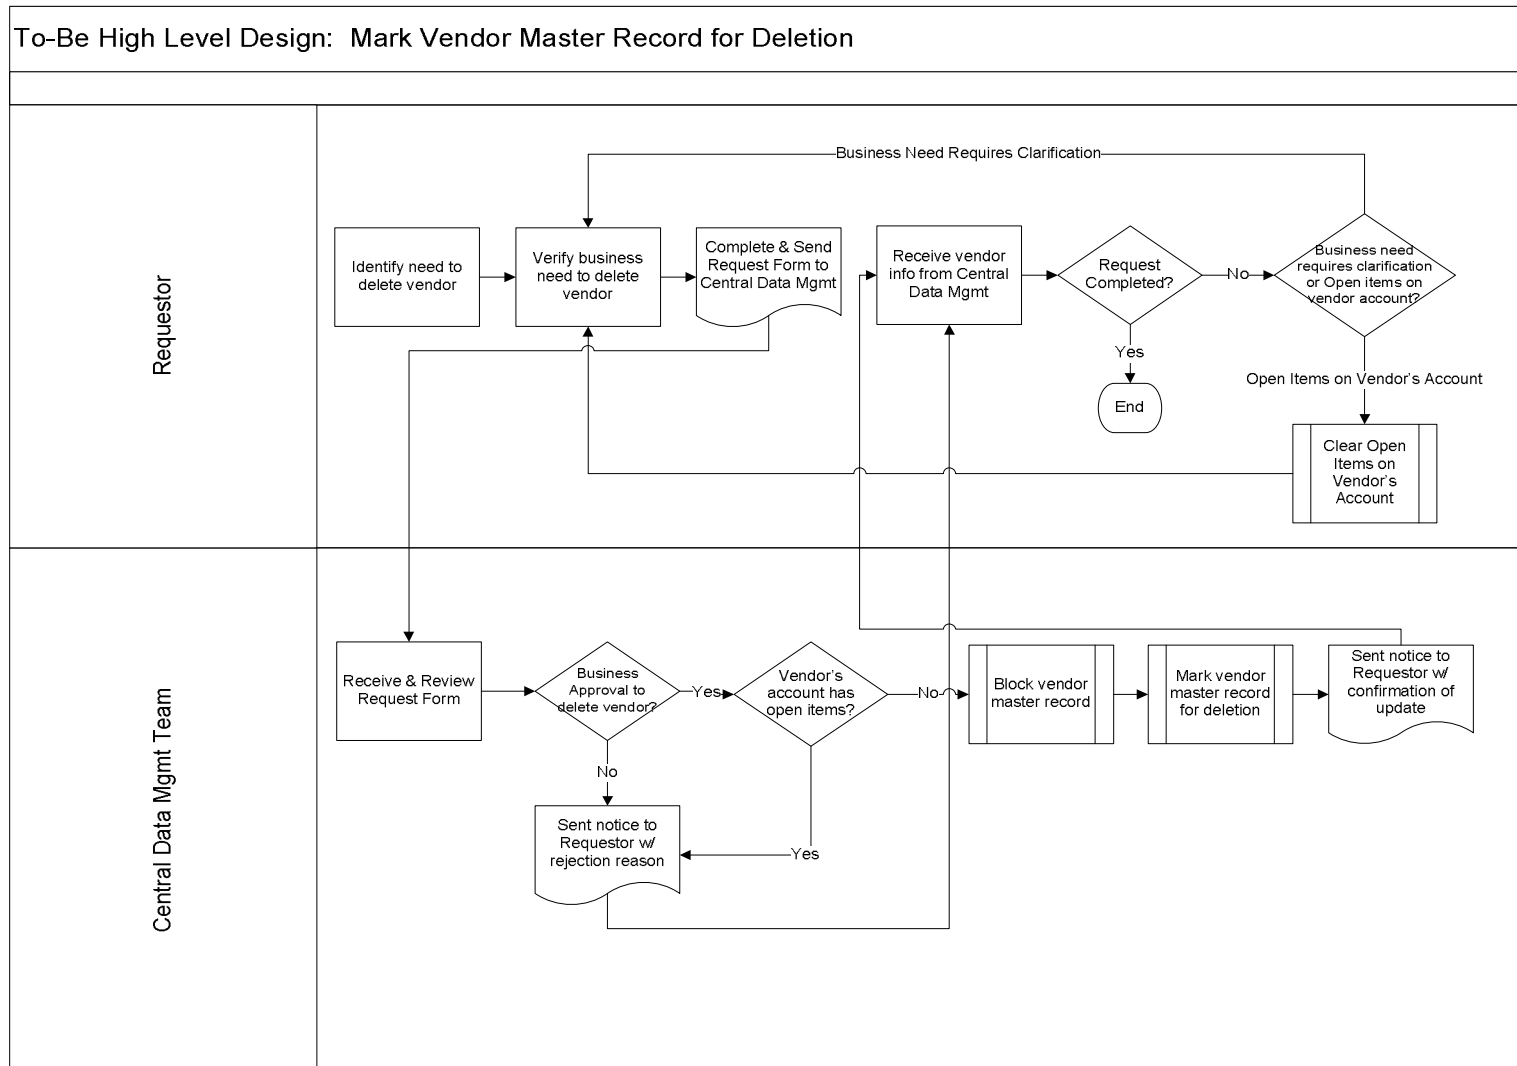 To-Be High Level Design:  Mark Vendor Master Record for Deletion
Requestor
Business Need Requires Clarification
Identify need to
delete vendor
Verify business
need to delete
vendor
Complete & Send
Request Form to
Central Data Mgmt
Receive vendor
info from Central
Data Mgmt
Request
Completed?
No
Business need
requires clarification
or Open items on
vendor account?
Yes
End
Open Items on Vendor's Account
Clear Open
Items on
Vendor's
Account
Central Data Mgmt Team
Receive & Review
Request Form
Business
Approval to
delete vendor?
Yes
Vendor's
account has
open items?
No
Block vendor
master record
Mark vendor
master record
for deletion
Sent notice to
Requestor w/
confirmation of
update
No
Sent notice to
Requestor w/
rejection reason
Yes